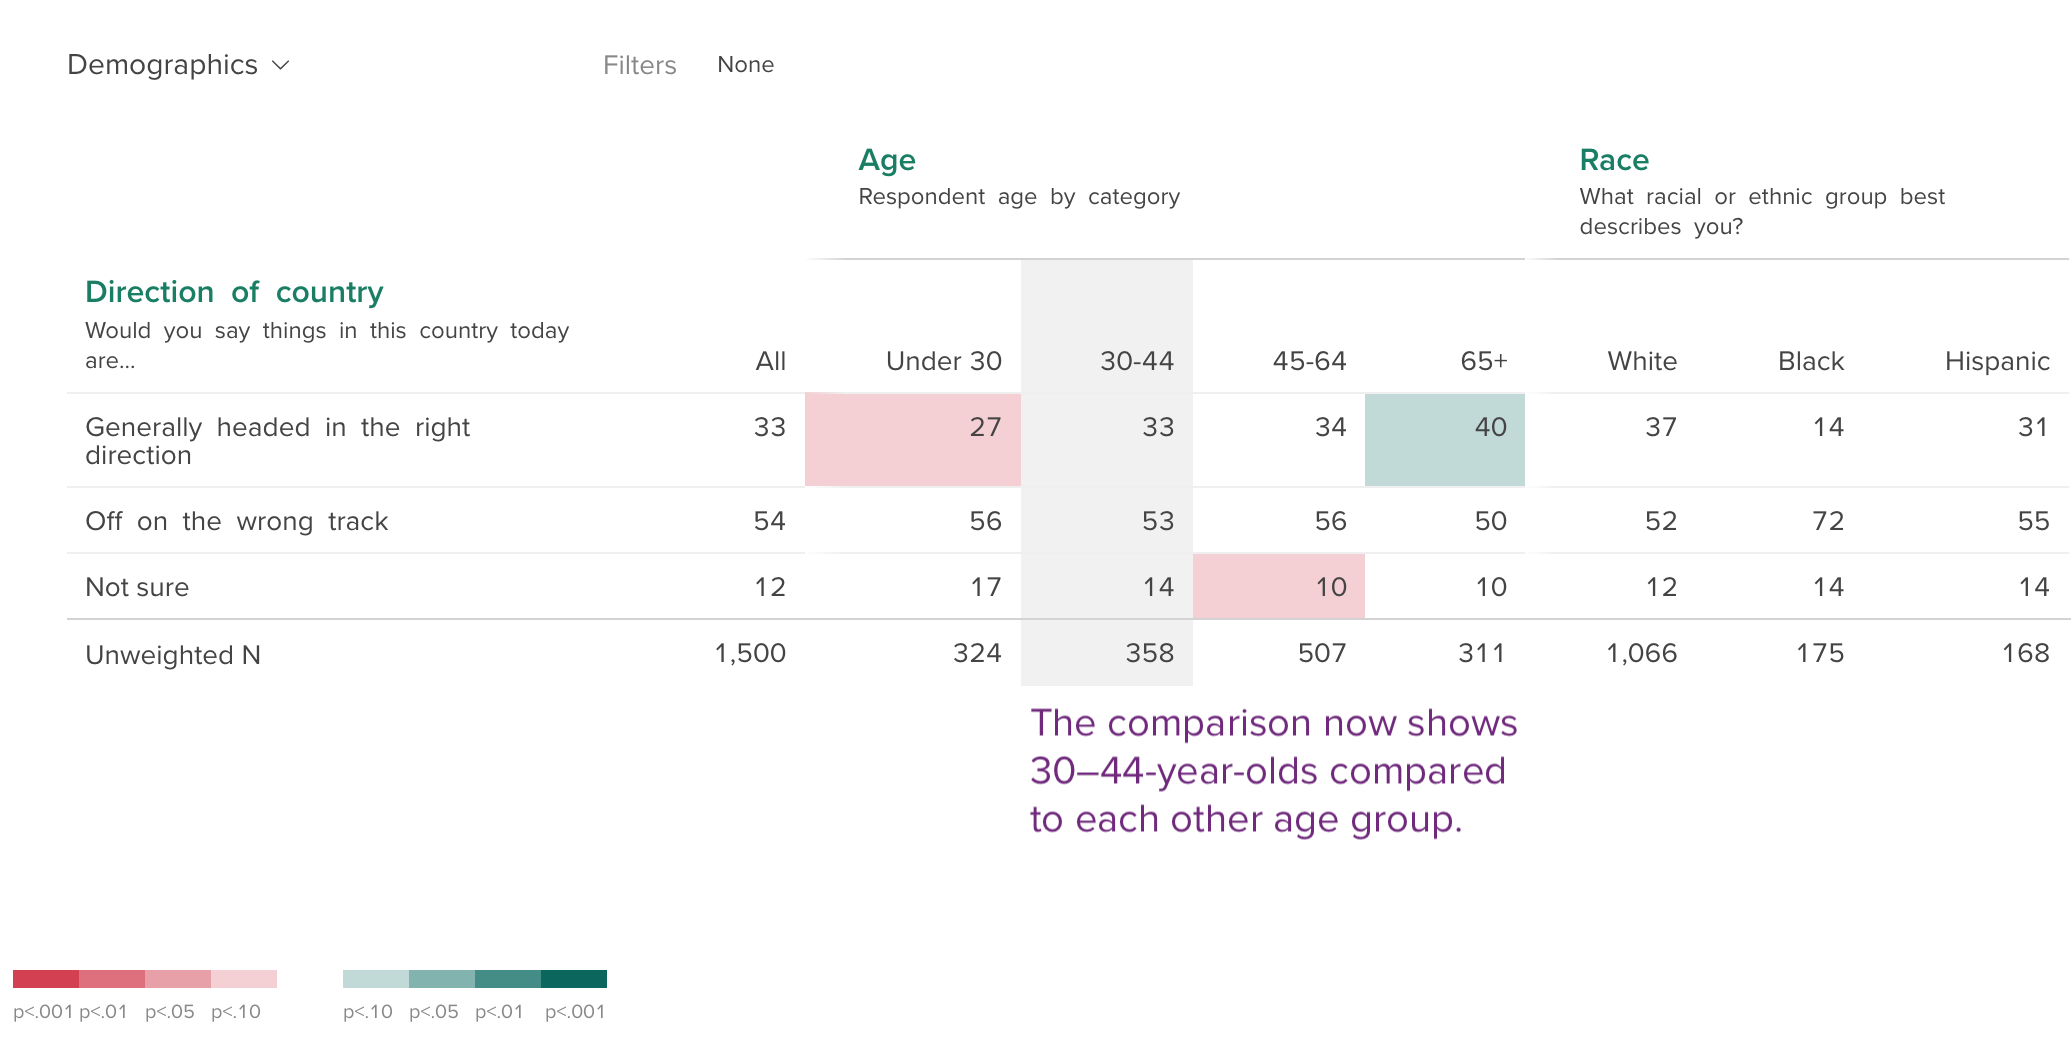 Demographics Filters None
Age Race
Respondent age by category What racial or ethnic group best
describes you?
Direction of country
Would you say things in this country today
are...
All Under 30 30-44 45-64 65+ White Black Hispanic
Generally headed in the right
direction
33 27 33 34 40 37 14 31
Off on the wrong track 54 56 53 56 50 52 72 55
Not sure 12 17 14 10 10 12 14 14
Unweighted N 1,500 324 358 507 311 1,066 175 168
The comparison now shows
30–44-year-olds compared
to each other age group.
p<.001 p<.01 p<.05 p<.10 p<.10 p<.05 p<.01 p<.001